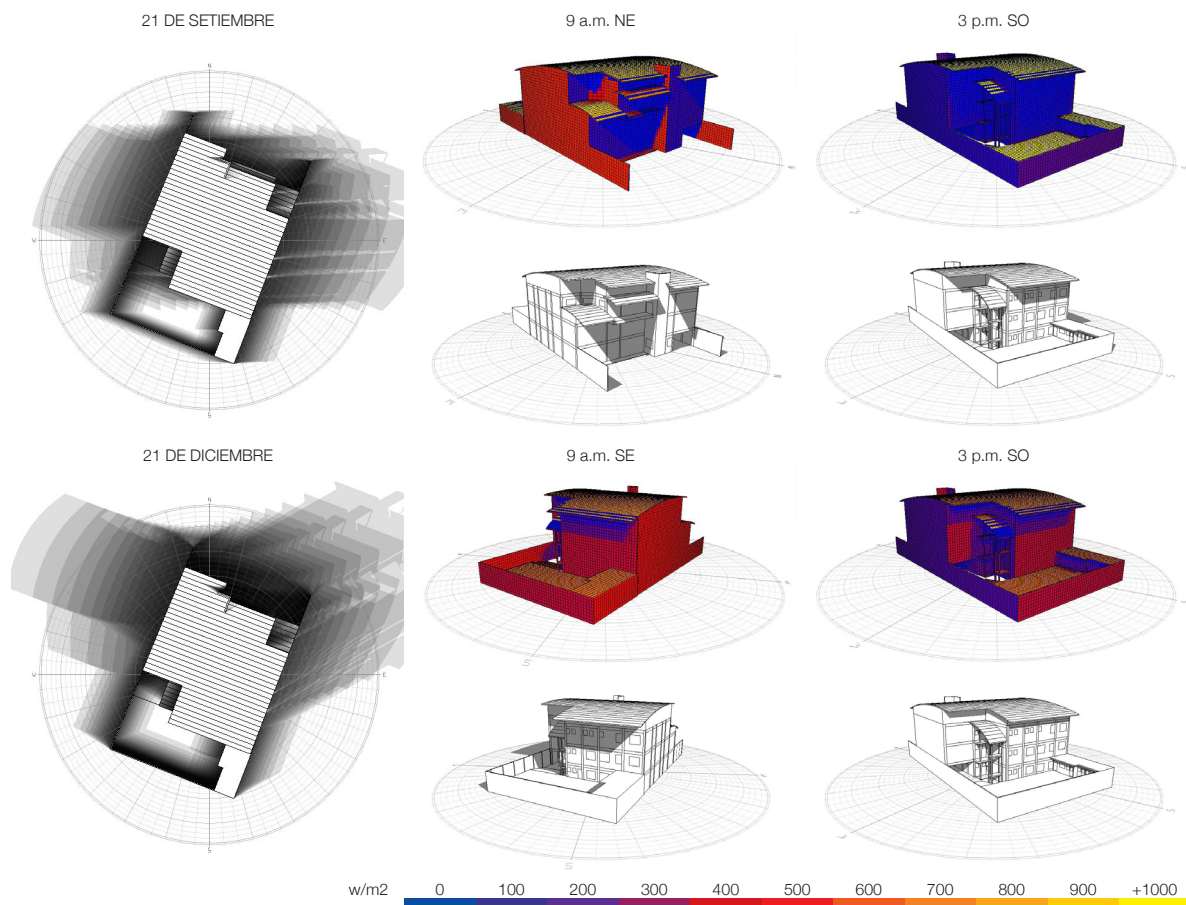 21 DE SETIEMBRE
9 a.m. NE
3 p.m. SO
N
W
E
S
21 DE DICIEMBRE
9 a.m. SE
3 p.m. SO
N
W
E
S
S
S
w/m2 0 100 200 300 400 500 600 700 800 900 +1000